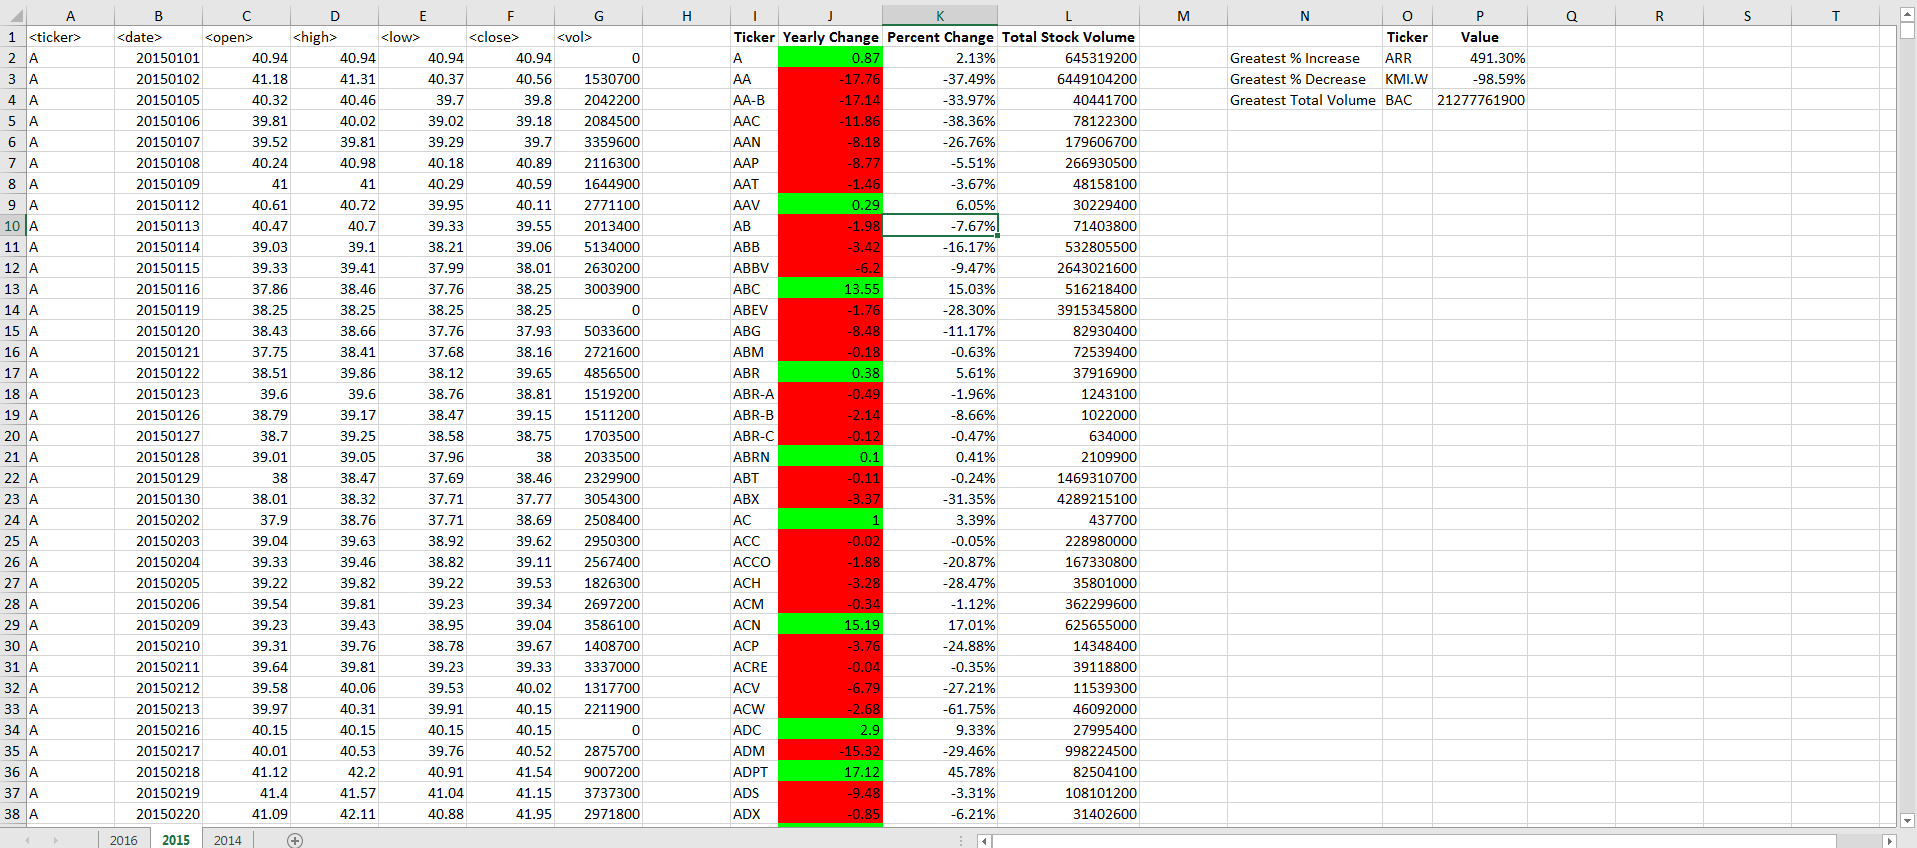 A B C D E F G H I J K L M N O P Q R S T
1 <ticker> <date> <open> <high> <low> <close> <vol> Ticker Yearly Change Percent Change Total Stock Volume Ticker Value
2 A 20150101 40.94 40.94 40.94 40.94 0 A 0.87 2.13% 645319200 Greatest % Increase ARR 491.30%
3 A 20150102 41.18 41.31 40.37 40.56 1530700 AA -17.76 -37.49% 6449104200 Greatest % Decrease KMI.W -98.59%
4 A 20150105 40.32 40.46 39.7 39.8 2042200 AA-B -17.14 -33.97% 40441700 Greatest Total Volume BAC 21277761900
5 A 20150106 39.81 40.02 39.02 39.18 2084500 AAC -11.86 -38.36% 78122300
6 A 20150107 39.52 39.81 39.29 39.7 3359600 AAN -8.18 -26.76% 179606700
7 A 20150108 40.24 40.98 40.18 40.89 2116300 AAP -8.77 -5.51% 266930500
8 A 20150109 41 41 40.29 40.59 1644900 AAT -1.46 -3.67% 48158100
9 A 20150112 40.61 40.72 39.95 40.11 2771100 AAV 0.29 6.05% 30229400
10 A 20150113 40.47 40.7 39.33 39.55 2013400 AB -1.98 -7.67% 71403800
11 A 20150114 39.03 39.1 38.21 39.06 5134000 ABB -3.42 -16.17% 532805500
12 A 20150115 39.33 39.41 37.99 38.01 2630200 ABBV -6.2 -9.47% 2643021600
13 A 20150116 37.86 38.46 37.76 38.25 3003900 ABC 13.55 15.03% 516218400
14 A 20150119 38.25 38.25 38.25 38.25 0 ABEV -1.76 -28.30% 3915345800
15 A 20150120 38.43 38.66 37.76 37.93 5033600 ABG -8.48 -11.17% 82930400
16 A 20150121 37.75 38.41 37.68 38.16 2721600 ABM -0.18 -0.63% 72539400
17 A 20150122 38.51 39.86 38.12 39.65 4856500 ABR 0.38 5.61% 37916900
18 A 20150123 39.6 39.6 38.76 38.81 1519200 ABR-A -0.49 -1.96% 1243100
19 A 20150126 38.79 39.17 38.47 39.15 1511200 ABR-B -2.14 -8.66% 1022000
20 A 20150127 38.7 39.25 38.58 38.75 1703500 ABR-C -0.12 -0.47% 634000
21 A 20150128 39.01 39.05 37.96 38 2033500 ABRN 0.1 0.41% 2109900
22 A 20150129 38 38.47 37.69 38.46 2329900 ABT -0.11 -0.24% 1469310700
23 A 20150130 38.01 38.32 37.71 37.77 3054300 ABX -3.37 -31.35% 4289215100
24 A 20150202 37.9 38.76 37.71 38.69 2508400 AC 1 3.39% 437700
25 A 20150203 39.04 39.63 38.92 39.62 2950300 ACC -0.02 -0.05% 228980000
26 A 20150204 39.33 39.46 38.82 39.11 2567400 ACCO -1.88 -20.87% 167330800
27 A 20150205 39.22 39.82 39.22 39.53 1826300 ACH -3.28 -28.47% 35801000
28 A 20150206 39.54 39.81 39.23 39.34 2697200 ACM -0.34 -1.12% 362299600
29 A 20150209 39.23 39.43 38.95 39.04 3586100 ACN 15.19 17.01% 625655000
30 A 20150210 39.31 39.76 38.78 39.67 1408700 ACP -3.76 -24.88% 14348400
31 A 20150211 39.64 39.81 39.23 39.33 3337000 ACRE -0.04 -0.35% 39118800
32 A 20150212 39.58 40.06 39.53 40.02 1317700 ACV -6.79 -27.21% 11539300
33 A 20150213 39.97 40.31 39.91 40.15 2211900 ACW -2.68 -61.75% 46092000
34 A 20150216 40.15 40.15 40.15 40.15 0 ADC 2.9 9.33% 27995400
35 A 20150217 40.01 40.53 39.76 40.52 2875700 ADM -15.32 -29.46% 998224500
36 A 20150218 41.12 42.2 40.91 41.54 9007200 ADPT 17.12 45.78% 82504100
37 A 20150219 41.4 41.57 41.04 41.15 3737300 ADS -9.48 -3.31% 108101200
38 A 20150220 41.09 42.11 40.88 41.95 2971800 ADX -0.85 -6.21% 31402600
2016 2015 2014